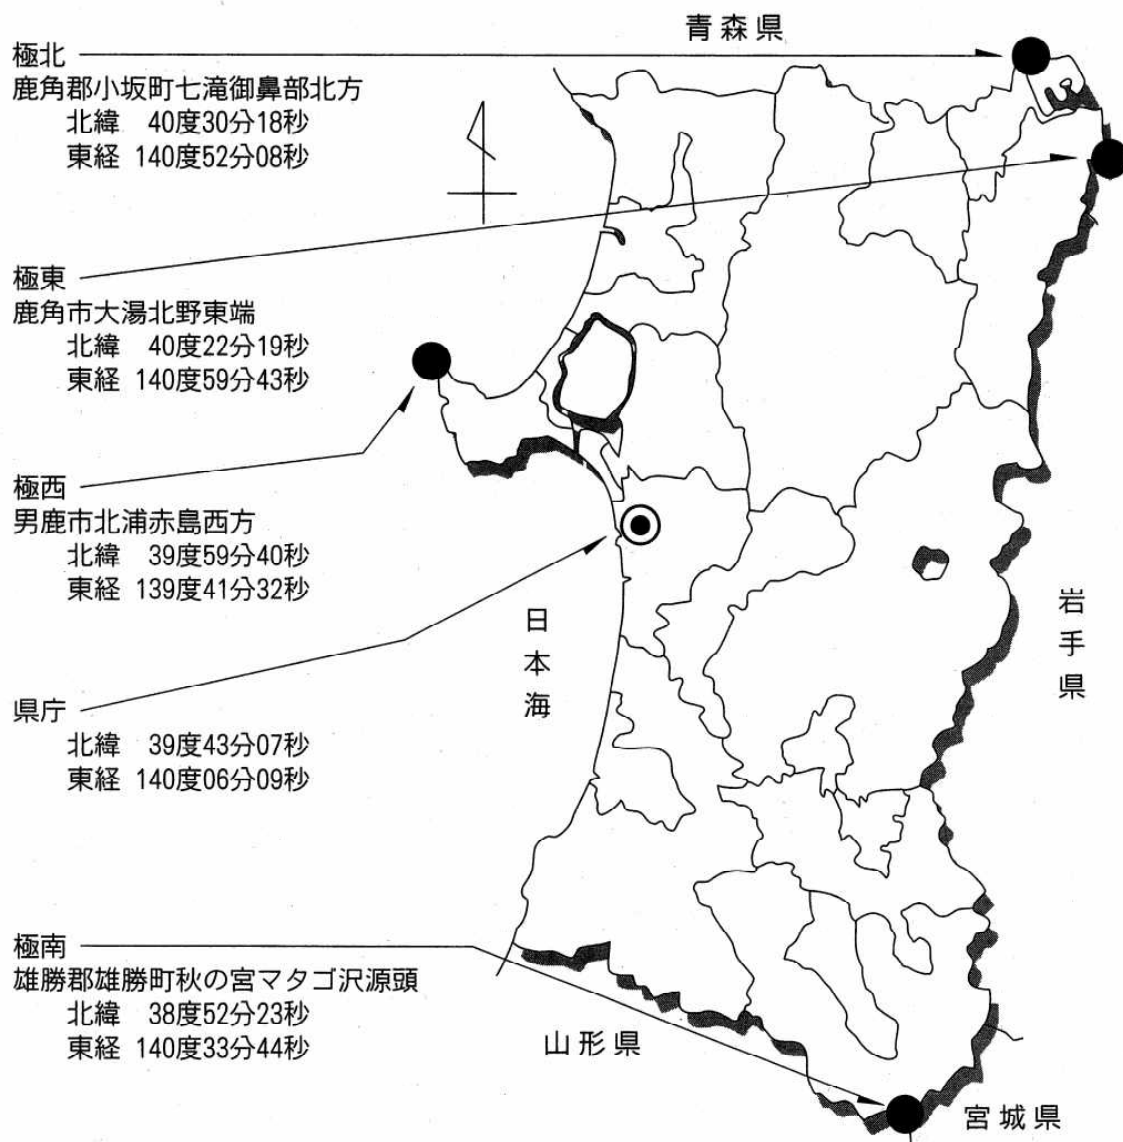 青森県
極北
鹿角郡小坂町七滝御鼻部北方
北緯 40度30分18秒
東経 140度52分08秒
極東
鹿角市大湯北野東端
北緯 40度22分19秒
東経 140度59分43秒
極西
男鹿市北浦赤島西方
北緯 39度59分40秒
東経 139度41分32秒
日本海
岩手県
県庁
北緯 39度43分07秒
東経 140度06分09秒
極南
雄勝郡雄勝町秋の宮マタゴ沢源頭
北緯 38度52分23秒
東経 140度33分44秒
山形県
宮城県